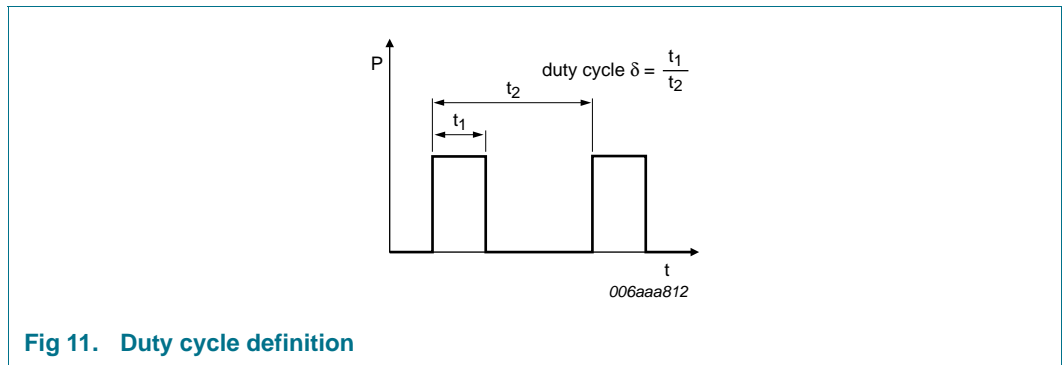 P
duty cycle δ = t1
t2
t2
t1
t
006aaa812
Fig 11. Duty cycle definition